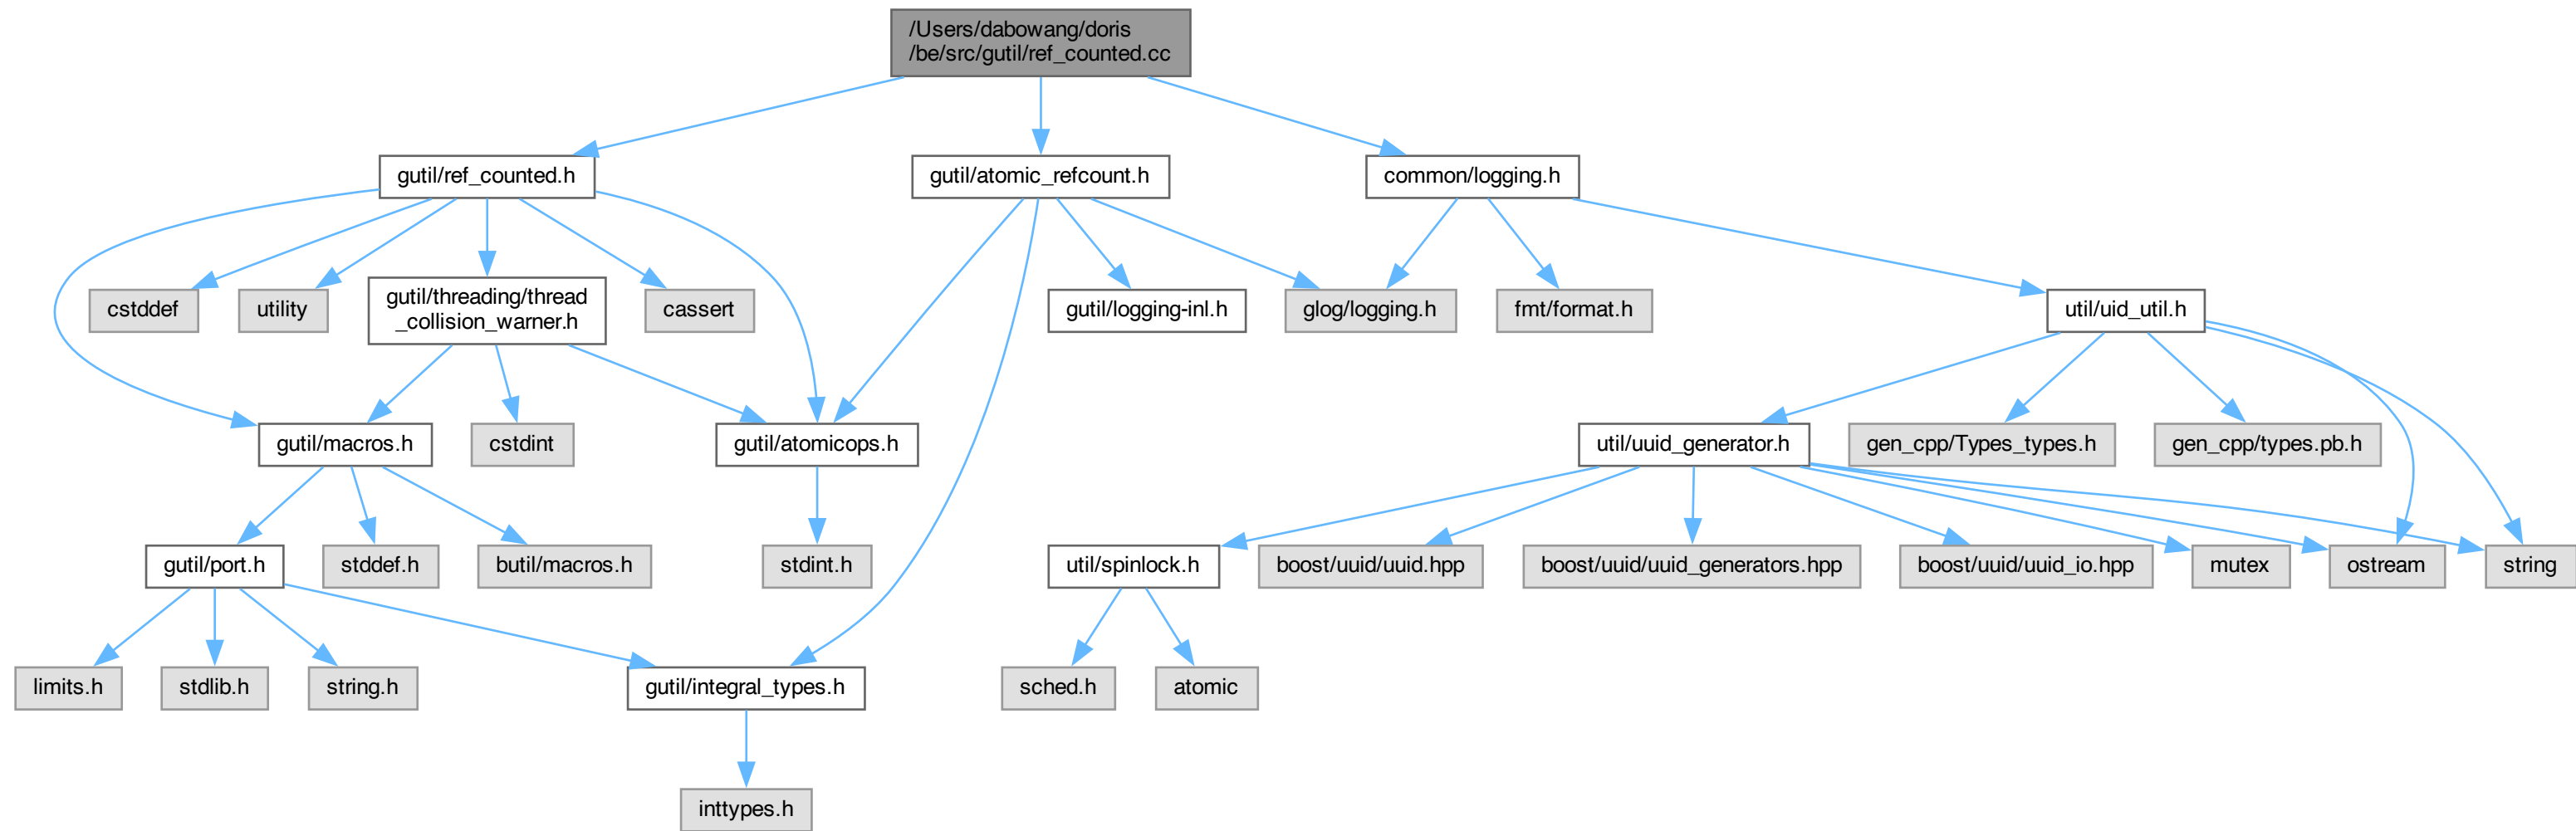 /Users/dabowang/doris
/be/src/gutil/ref_counted.cc
gutil/ref_counted.h
gutil/atomic_refcount.h
common/logging.h
cstddef
utility
gutil/threading/thread
_collision_warner.h
cassert
gutil/logging-inl.h
glog/logging.h
fmt/format.h
util/uid_util.h
gutil/macros.h
cstdint
gutil/atomicops.h
util/uuid_generator.h
gen_cpp/Types_types.h
gen_cpp/types.pb.h
gutil/port.h
stddef.h
butil/macros.h
stdint.h
util/spinlock.h
boost/uuid/uuid.hpp
boost/uuid/uuid_generators.hpp
boost/uuid/uuid_io.hpp
mutex
ostream
string
limits.h
stdlib.h
string.h
gutil/integral_types.h
sched.h
atomic
inttypes.h